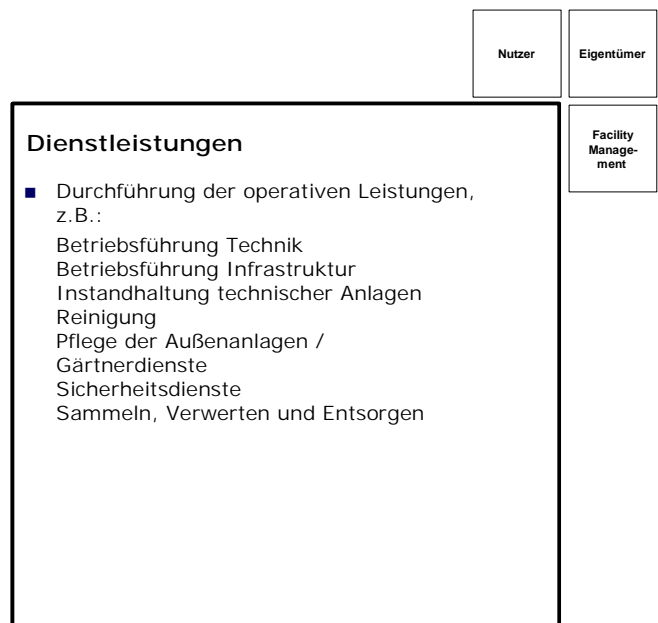 Nutzer
Eigentümer
Facility
Manage-
ment
Dienstleistungen
Durchführung der operativen Leistungen,
z.B.:
Betriebsführung Technik
Betriebsführung Infrastruktur
Instandhaltung technischer Anlagen
Reinigung
Pflege der Außenanlagen /
Gärtnerdienste
Sicherheitsdienste
Sammeln, Verwerten und Entsorgen